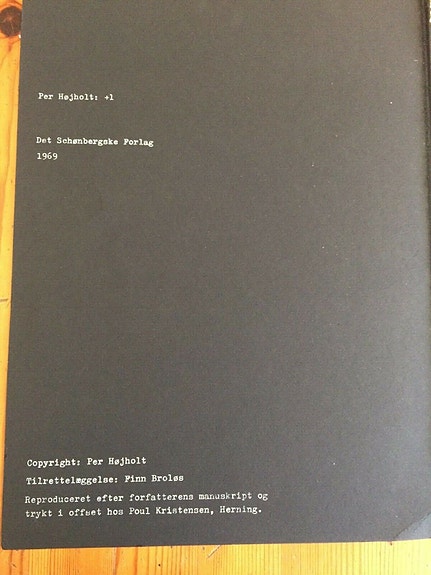 Per Højholt: +1
Det Schønbergske Forlag
1969
Copyright: Per Højholt
Tilrettelæggelse: Finn Broløs
Reproduceret efter forfatterens manuskript og
trykt i offset hos Poul Kristensen, Herning.